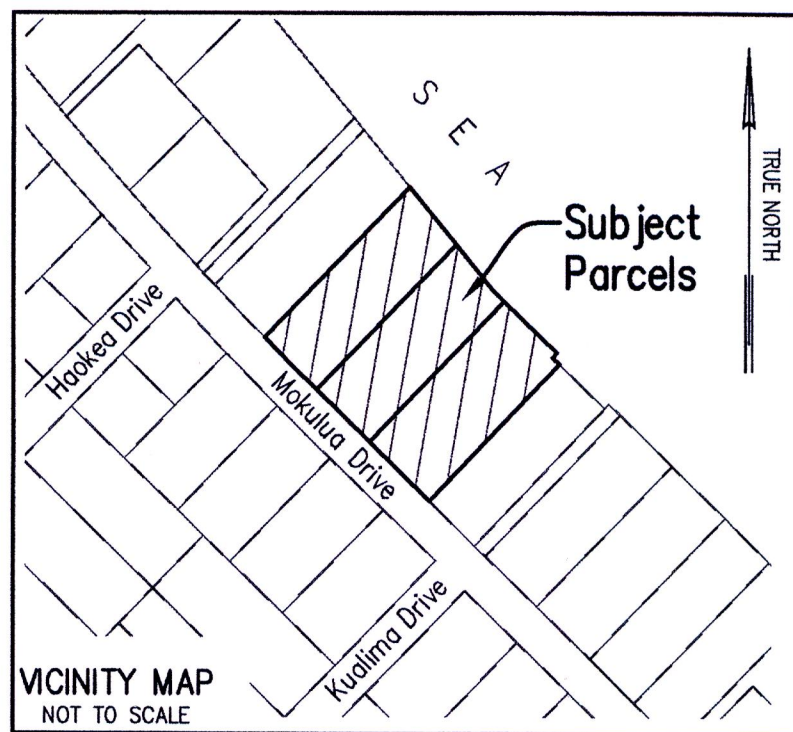 SEA
TRUE NORTH
Subject
Parcels
Haokea Drive
Mokulua Drive
Kualima Drive
VICINITY MAP
NOT TO SCALE